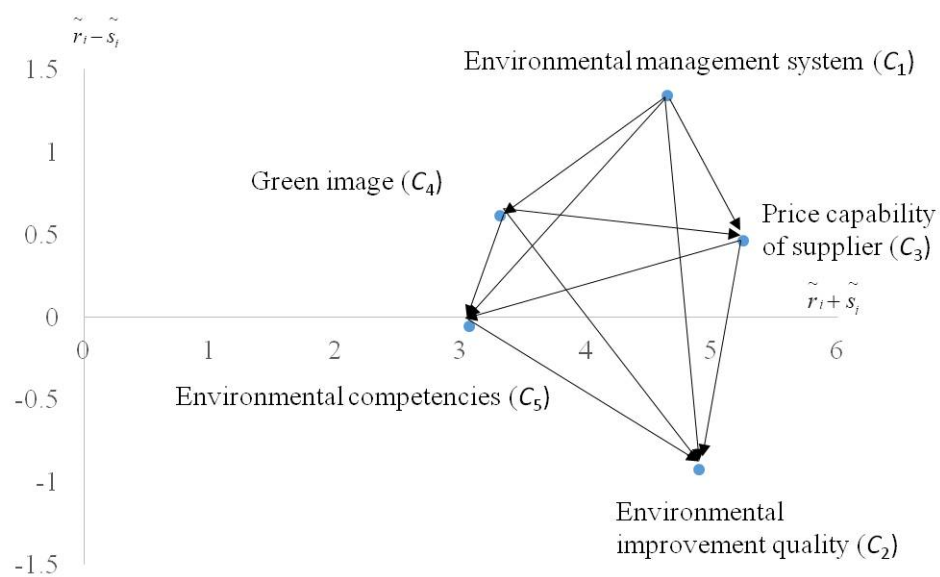 r̃ᵢ − s̃ᵢ
1.5
Environmental management system (C₁)
1
Green image (C₄)
Price capability
of supplier (C₃)
0.5
r̃ᵢ + s̃ᵢ
0
0 1 2 3 4 5 6
Environmental competencies (C₅)
-0.5
-1
Environmental
improvement quality (C₂)
-1.5